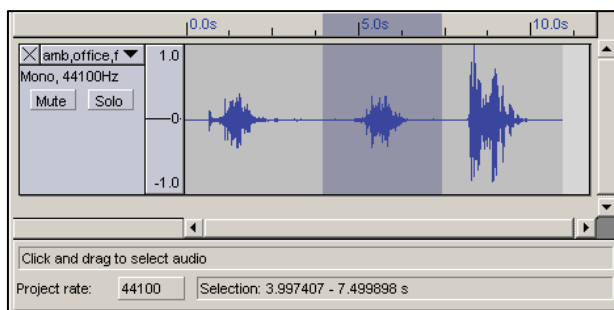 0.0s 5.0s 10.0s
amb,office,f 1.0
Mono, 44100Hz
Mute Solo 0
-1.0
Click and drag to select audio
Project rate: 44100 Selection: 3.997407 - 7.499898 s